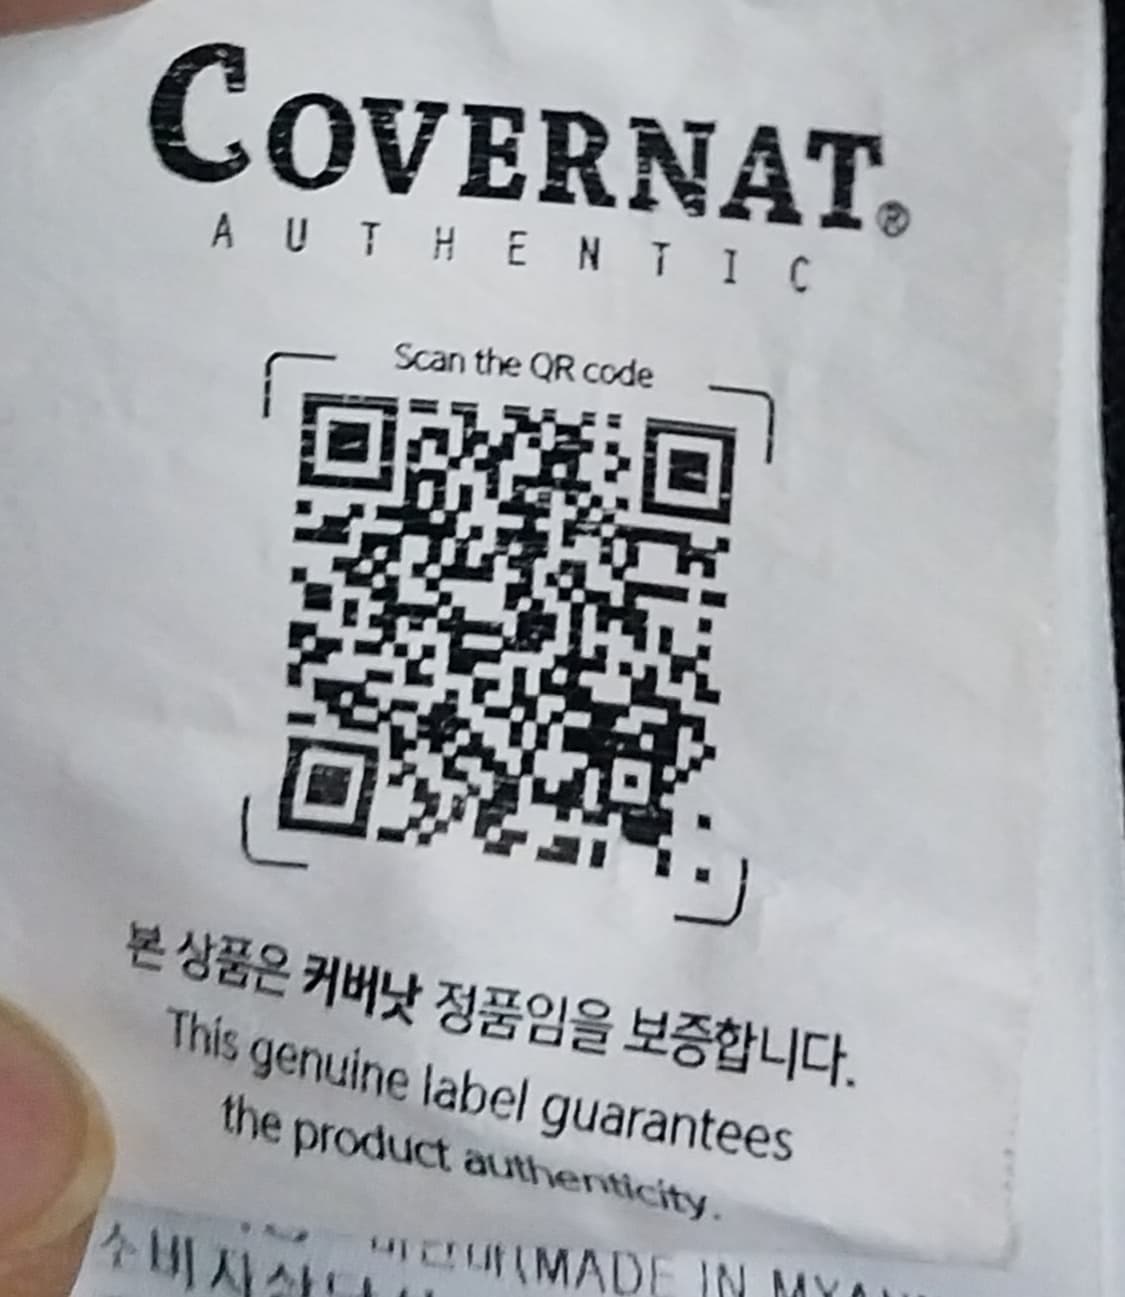 COVERNAT®
AUTHENTIC
Scan the QR code
본 상품은 커버낫 정품임을 보증합니다.
This genuine label guarantees
the product authenticity.
MADE IN